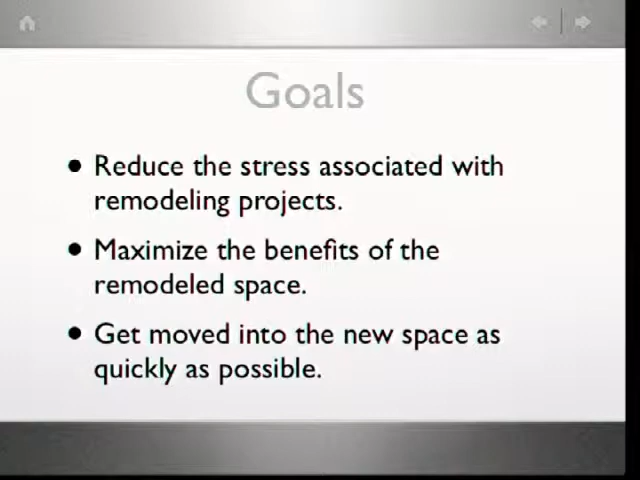 Goals
• Reduce the stress associated with
remodeling projects.
• Maximize the benefits of the
remodeled space.
• Get moved into the new space as
quickly as possible.